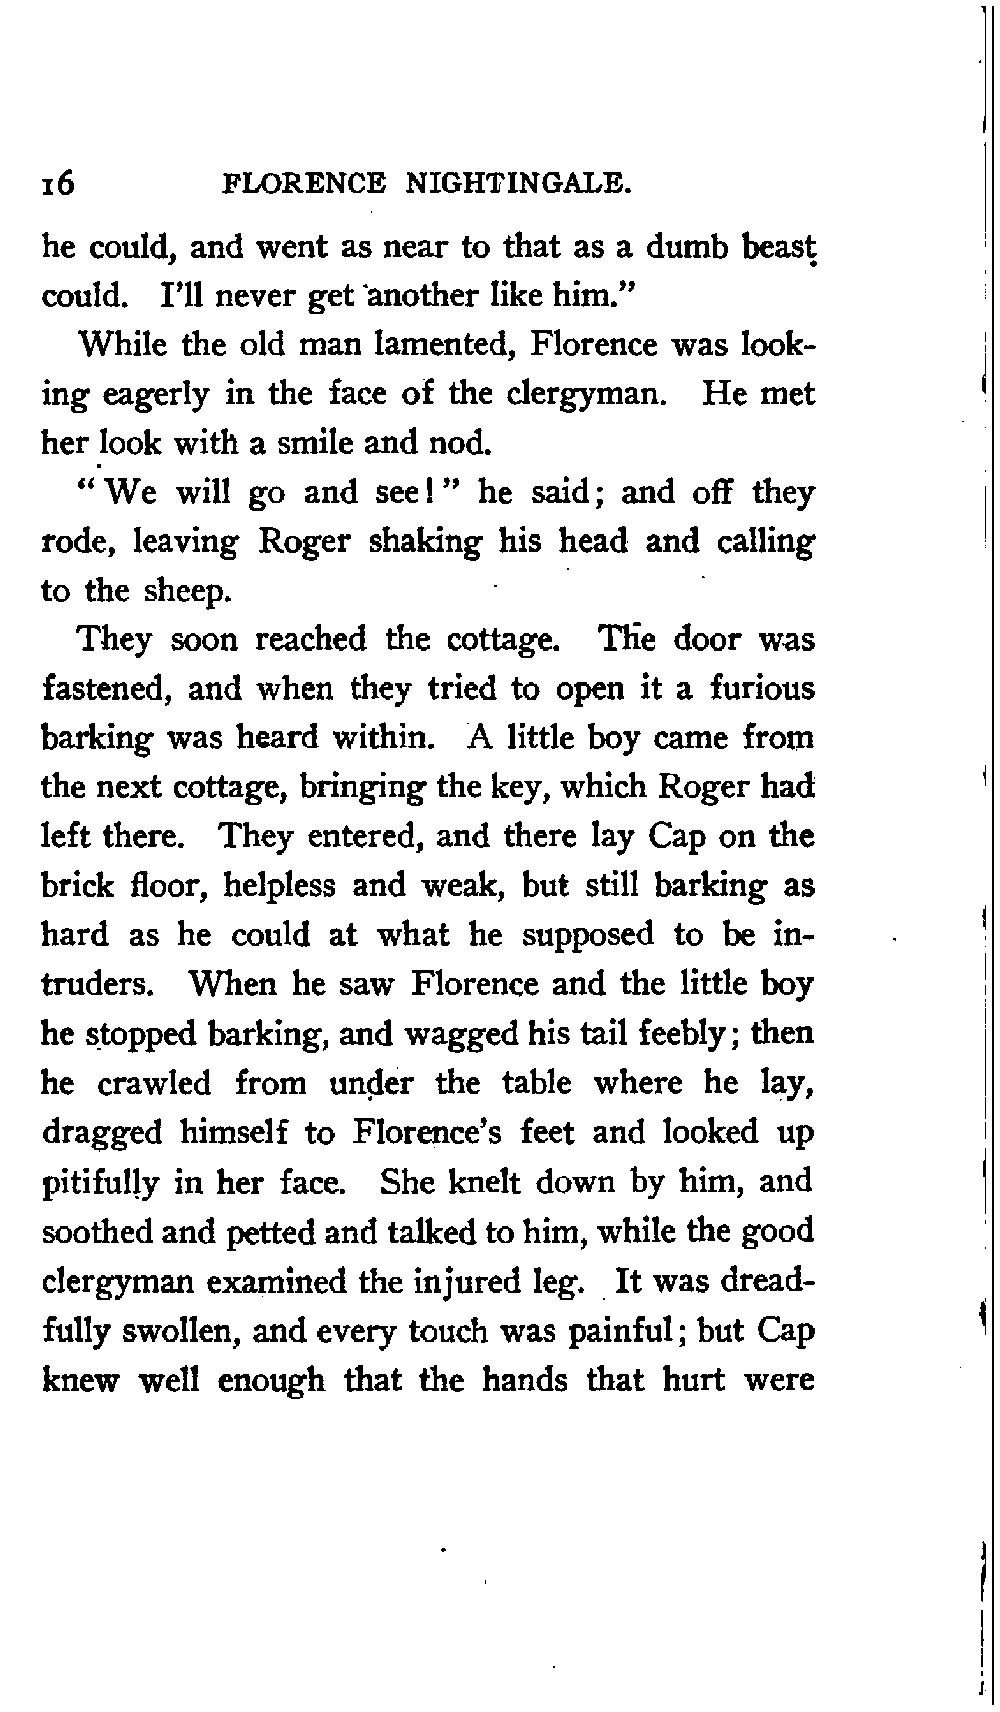 16 FLORENCE NIGHTINGALE.
he could, and went as near to that as a dumb beast
could. I'll never get another like him."
While the old man lamented, Florence was look-
ing eagerly in the face of the clergyman. He met
her look with a smile and nod.
"We will go and see!" he said; and off they
rode, leaving Roger shaking his head and calling
to the sheep.
They soon reached the cottage. The door was
fastened, and when they tried to open it a furious
barking was heard within. A little boy came from
the next cottage, bringing the key, which Roger had
left there. They entered, and there lay Cap on the
brick floor, helpless and weak, but still barking as
hard as he could at what he supposed to be in-
truders. When he saw Florence and the little boy
he stopped barking, and wagged his tail feebly; then
he crawled from under the table where he lay,
dragged himself to Florence's feet and looked up
pitifully in her face. She knelt down by him, and
soothed and petted and talked to him, while the good
clergyman examined the injured leg. It was dread-
fully swollen, and every touch was painful; but Cap
knew well enough that the hands that hurt were